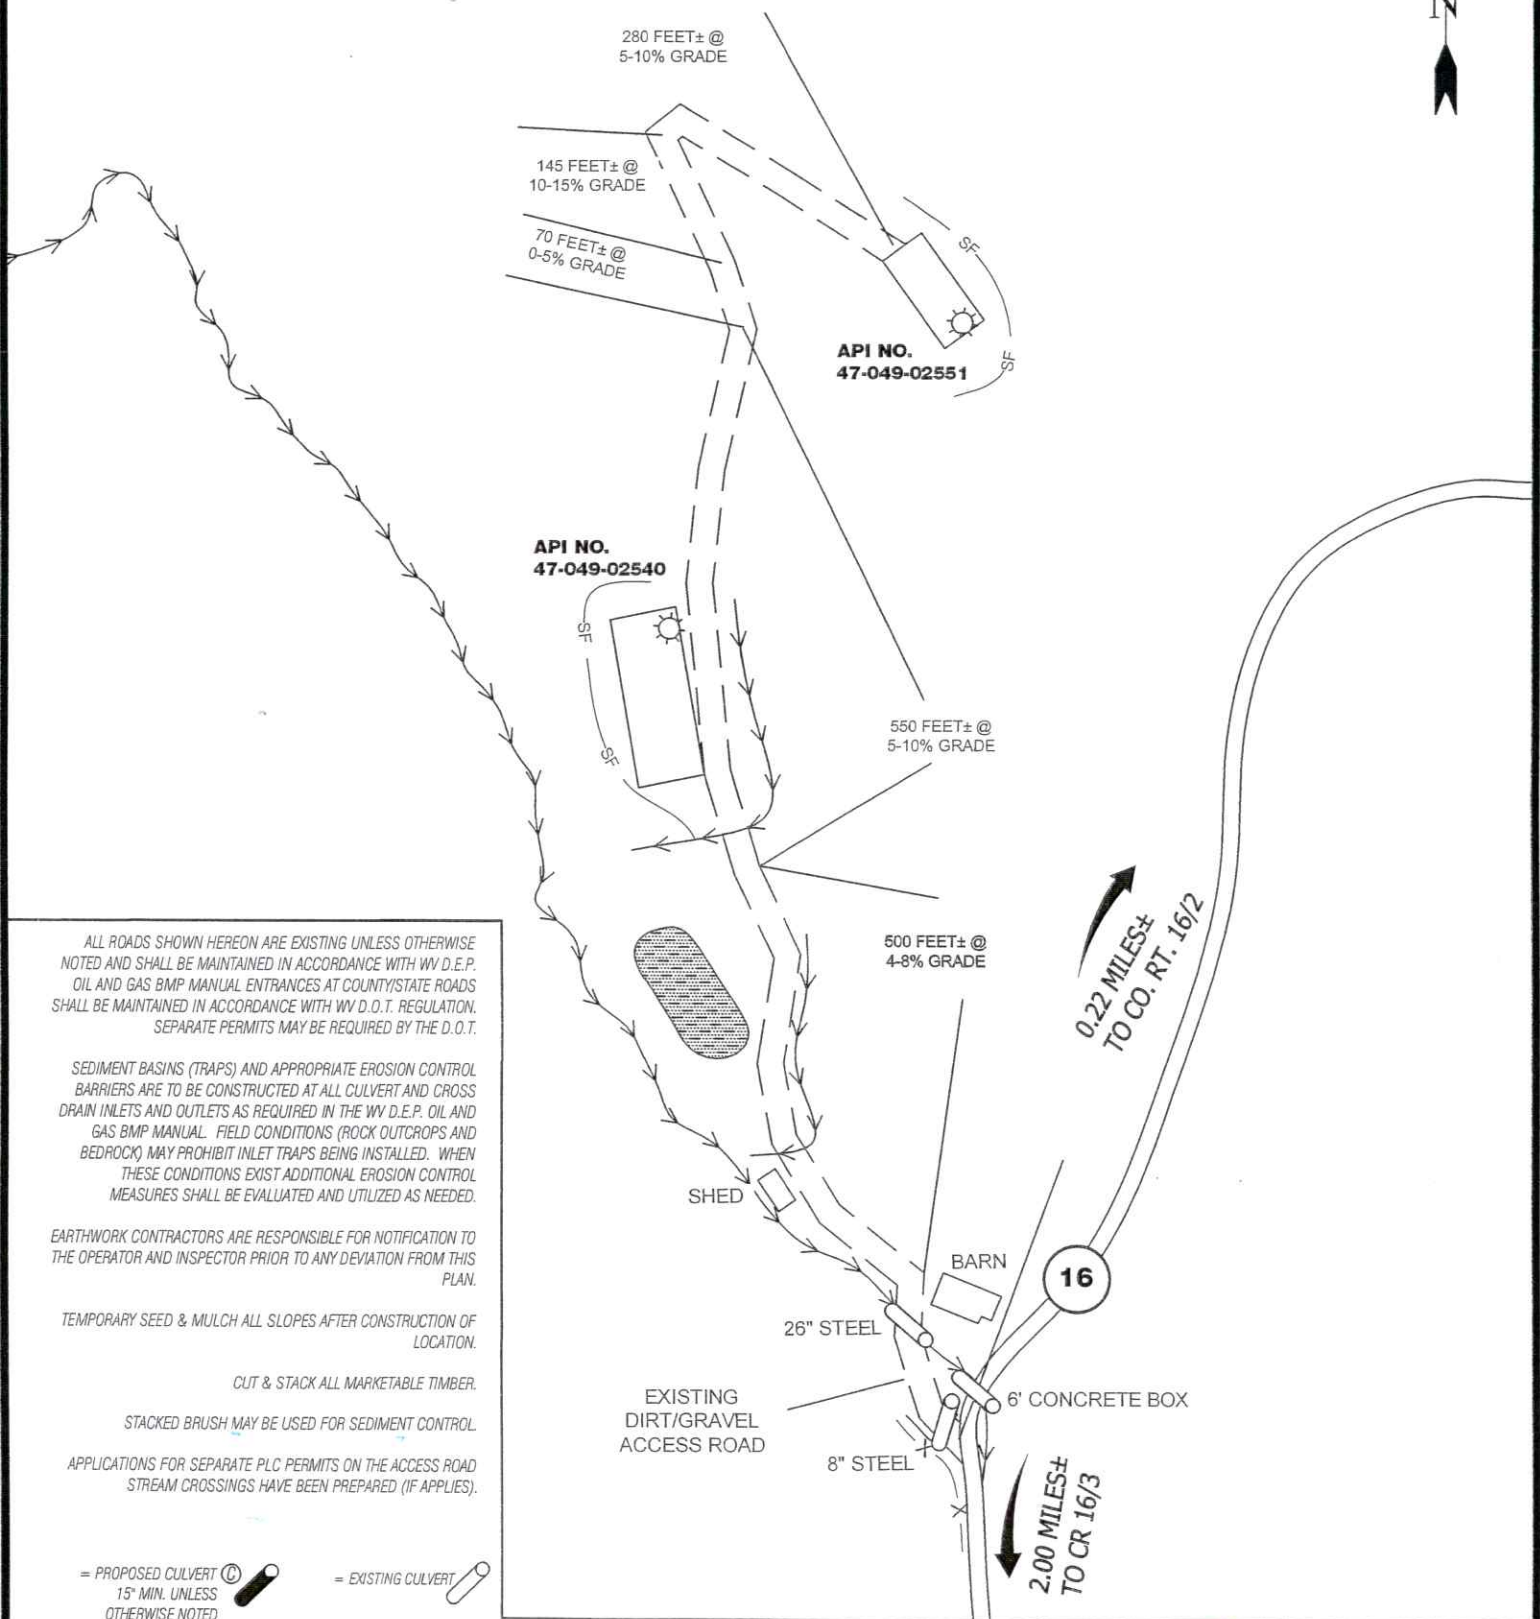 N
280 FEET± @
5-10% GRADE
145 FEET± @
10-15% GRADE
70 FEET± @
0-5% GRADE
SF
SF
API NO.
47-049-02551
API NO.
47-049-02540
SF
SF
550 FEET± @
5-10% GRADE
500 FEET± @
4-8% GRADE
0.22 MILES±
TO CO. RT. 16/2
SHED
BARN
16
26" STEEL
6' CONCRETE BOX
EXISTING
DIRT/GRAVEL
ACCESS ROAD
8" STEEL
2.00 MILES±
TO CR 16/3
ALL ROADS SHOWN HEREON ARE EXISTING UNLESS OTHERWISE
NOTED AND SHALL BE MAINTAINED IN ACCORDANCE WITH WV D.E.P.
OIL AND GAS BMP MANUAL ENTRANCES AT COUNTY/STATE ROADS
SHALL BE MAINTAINED IN ACCORDANCE WITH WV D.O.T. REGULATION.
SEPARATE PERMITS MAY BE REQUIRED BY THE D.O.T.
SEDIMENT BASINS (TRAPS) AND APPROPRIATE EROSION CONTROL
BARRIERS ARE TO BE CONSTRUCTED AT ALL CULVERT AND CROSS
DRAIN INLETS AND OUTLETS AS REQUIRED IN THE WV D.E.P. OIL AND
GAS BMP MANUAL. FIELD CONDITIONS (ROCK OUTCROPS AND
BEDROCK) MAY PROHIBIT INLET TRAPS BEING INSTALLED. WHEN
THESE CONDITIONS EXIST ADDITIONAL EROSION CONTROL
MEASURES SHALL BE EVALUATED AND UTILIZED AS NEEDED.
EARTHWORK CONTRACTORS ARE RESPONSIBLE FOR NOTIFICATION TO
THE OPERATOR AND INSPECTOR PRIOR TO ANY DEVIATION FROM THIS
PLAN.
TEMPORARY SEED & MULCH ALL SLOPES AFTER CONSTRUCTION OF
LOCATION.
CUT & STACK ALL MARKETABLE TIMBER.
STACKED BRUSH MAY BE USED FOR SEDIMENT CONTROL.
APPLICATIONS FOR SEPARATE PLC PERMITS ON THE ACCESS ROAD
STREAM CROSSINGS HAVE BEEN PREPARED (IF APPLIES).
= PROPOSED CULVERT C
15" MIN. UNLESS
OTHERWISE NOTED
= EXISTING CULVERT